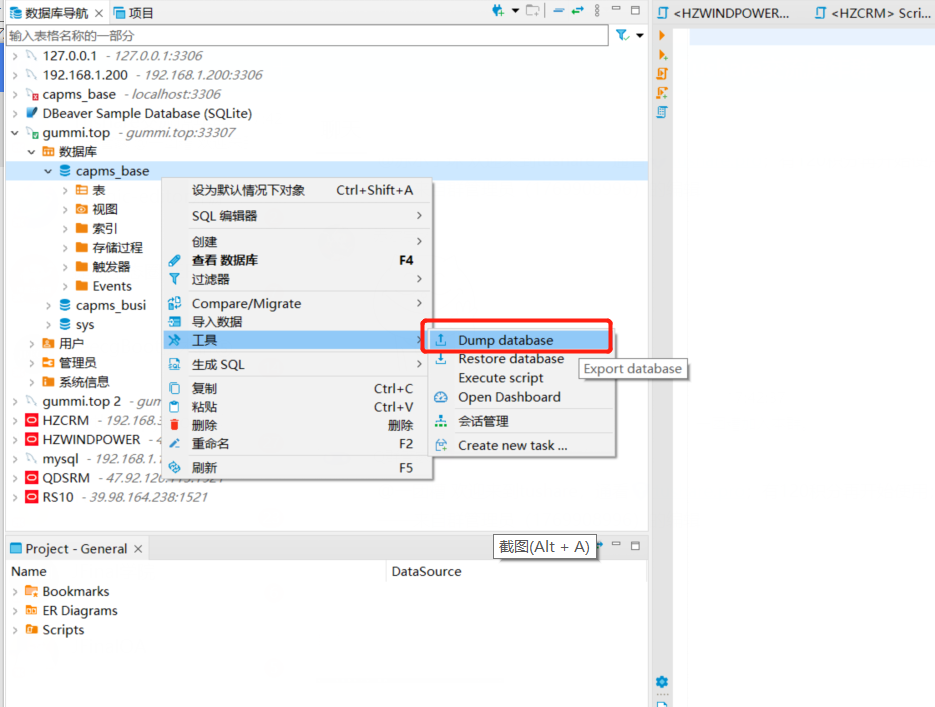 数据库导航 项目
<HZWINDPOWER... <HZCRM> Scri...
输入表格名称的一部分
127.0.0.1 - 127.0.0.1:3306
192.168.1.200 - 192.168.1.200:3306
capms_base - localhost:3306
DBeaver Sample Database (SQLite)
gummi.top - gummi.top:33307
数据库
capms_base
表
视图
索引
存储过程
触发器
Events
capms_busi
sys
用户
管理员
系统信息
gummi.top 2 - gum
HZCRM - 192.168.3
HZWINDPOWER - 4
mysql - 192.168.1.1
QDSRM - 47.92.120.113:1521
RS10 - 39.98.164.238:1521
设为默认情况下对象 Ctrl+Shift+A
SQL 编辑器
创建
查看 数据库 F4
过滤器
Compare/Migrate
导入数据
工具
生成 SQL
复制 Ctrl+C
粘贴 Ctrl+V
删除 删除
重命名 F2
刷新 F5
Dump database
Restore database
Execute script
Open Dashboard
会话管理
Create new task ...
Export database
截图(Alt + A)
Project - General
Name DataSource
Bookmarks
ER Diagrams
Scripts